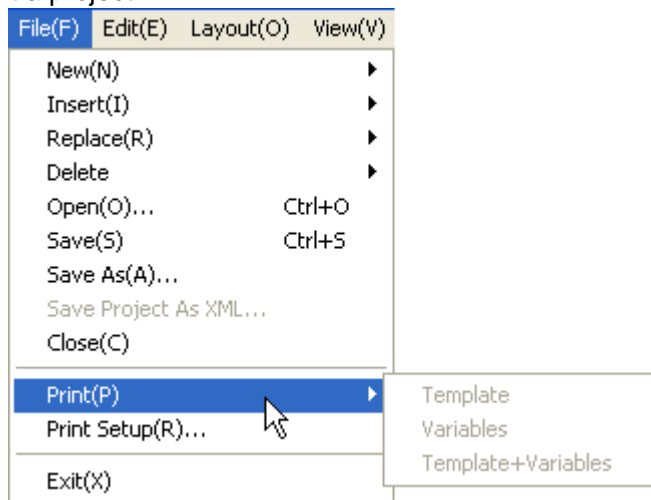 File(F) Edit(E) Layout(O) View(V)
New(N)
Insert(I)
Replace(R)
Delete
Open(O)... Ctrl+O
Save(S) Ctrl+S
Save As(A)...
Save Project As XML...
Close(C)
Print(P)
Template
Print Setup(R)...
Variables
Template+Variables
Exit(X)